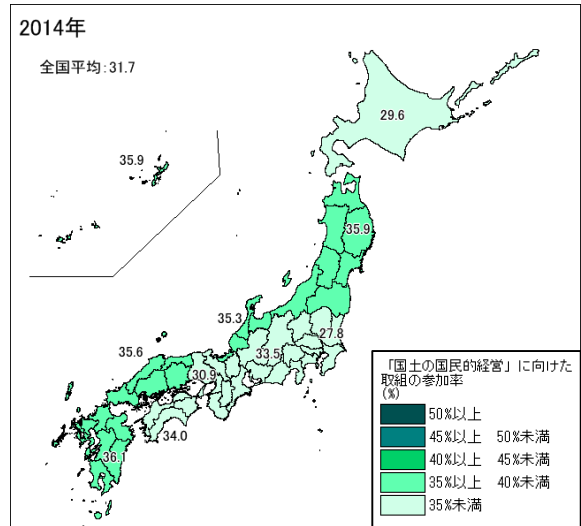 2014年
全国平均:31.7
29.6
35.9
35.9
35.3
27.8
33.5
35.6
30.9
34.0
36.1
「国土の国民的経営」に向けた
取組の参加率
(%)
50%以上
45%以上 50%未満
40%以上 45%未満
35%以上 40%未満
35%未満